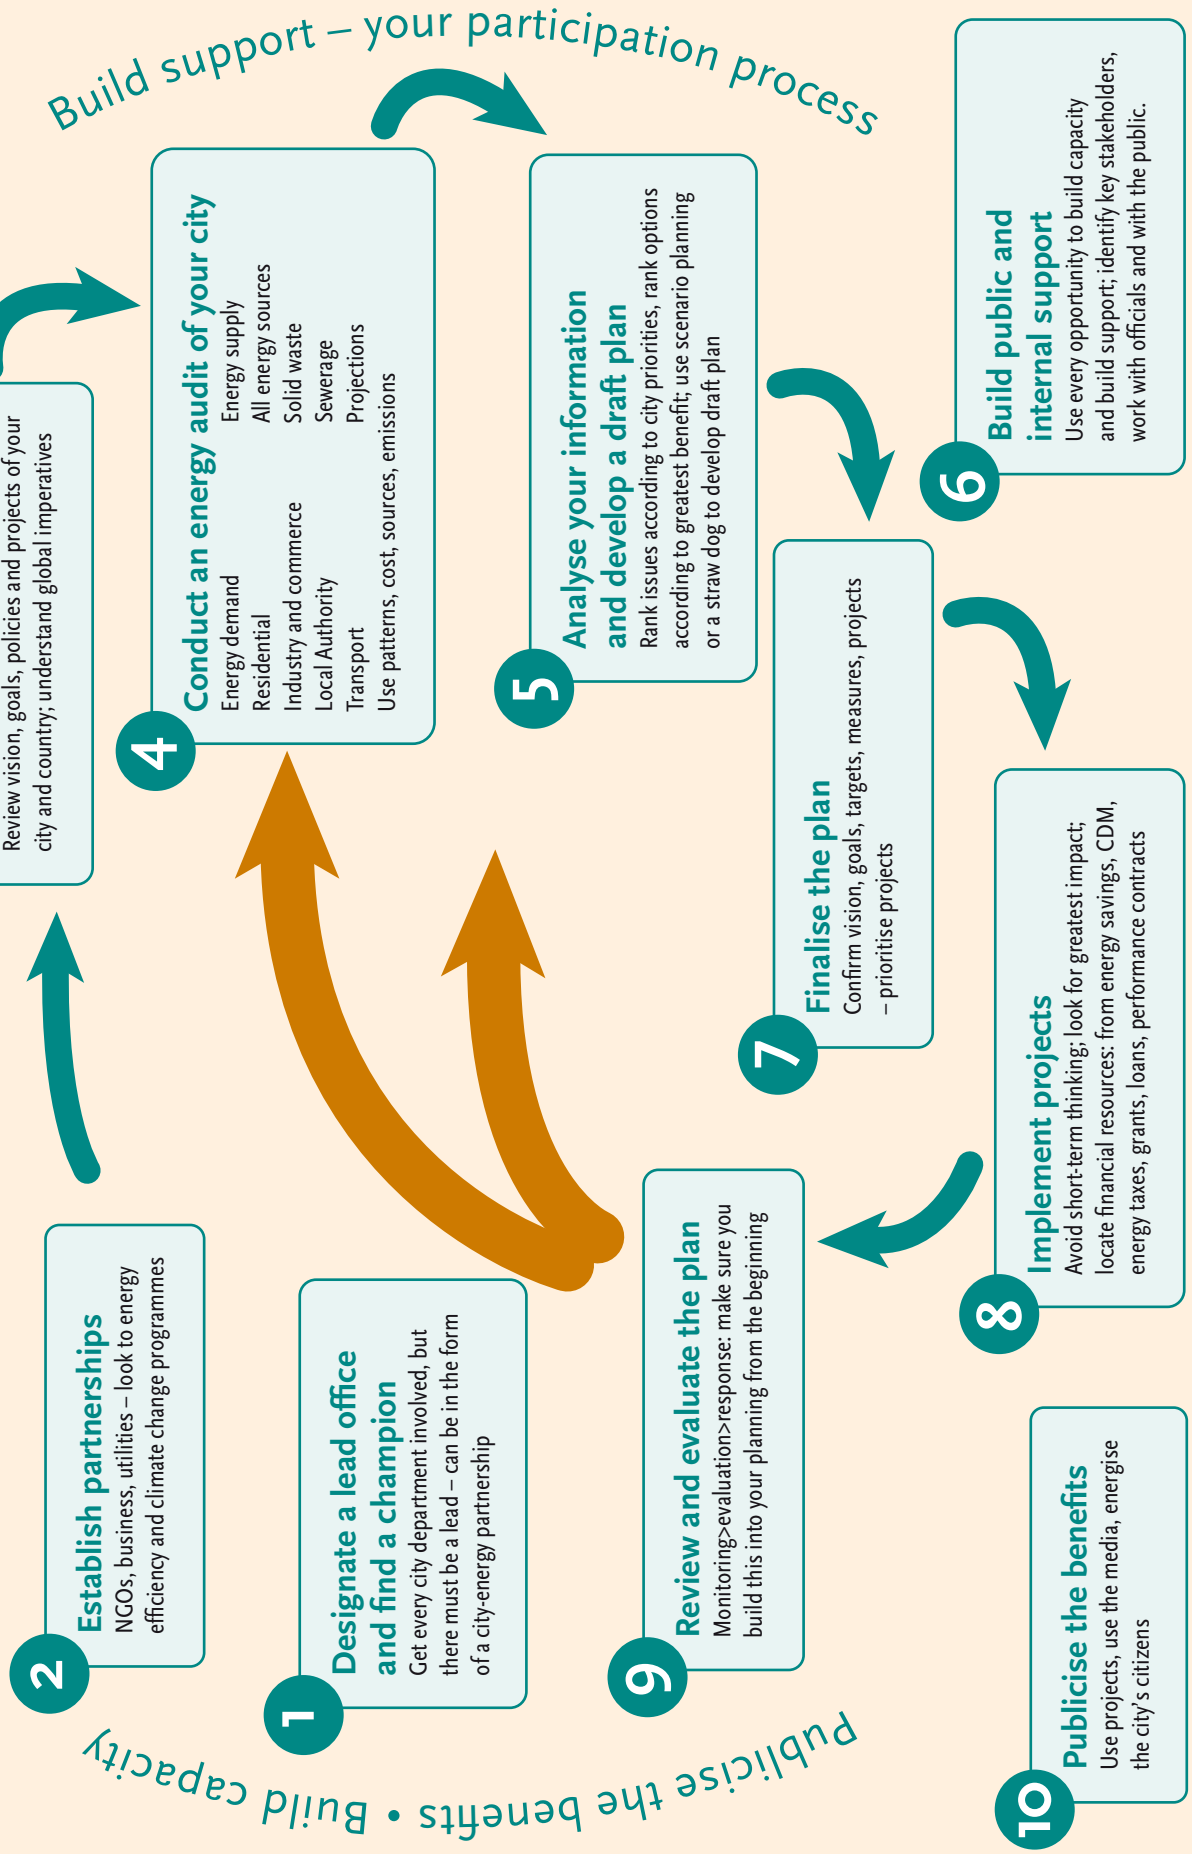 Build support – your participation process
Review vision, goals, policies and projects of your
city and country; understand global imperatives
2
Establish partnerships
NGOs, business, utilities – look to energy
efficiency and climate change programmes
1
Designate a lead office
and find a champion
Get every city department involved, but
there must be a lead – can be in the form
of a city-energy partnership
4
Conduct an energy audit of your city
Energy demand
Residential
Industry and commerce
Local Authority
Transport
Energy supply
All energy sources
Solid waste
Sewerage
Projections
Use patterns, cost, sources, emissions
5
Analyse your information
and develop a draft plan
Rank issues according to city priorities, rank options
according to greatest benefit; use scenario planning
or a straw dog to develop draft plan
9
Review and evaluate the plan
Monitoring>evaluation>response: make sure you
build this into your planning from the beginning
7
Finalise the plan
Confirm vision, goals, targets, measures, projects
– prioritise projects
6
Build public and
internal support
Use every opportunity to build capacity
and build support; identify key stakeholders,
work with officials and with the public.
8
Implement projects
Avoid short-term thinking; look for greatest impact;
locate financial resources: from energy savings, CDM,
energy taxes, grants, loans, performance contracts
10
Publicise the benefits
Use projects, use the media, energise
the city's citizens
Publicise the benefits • Build capacity